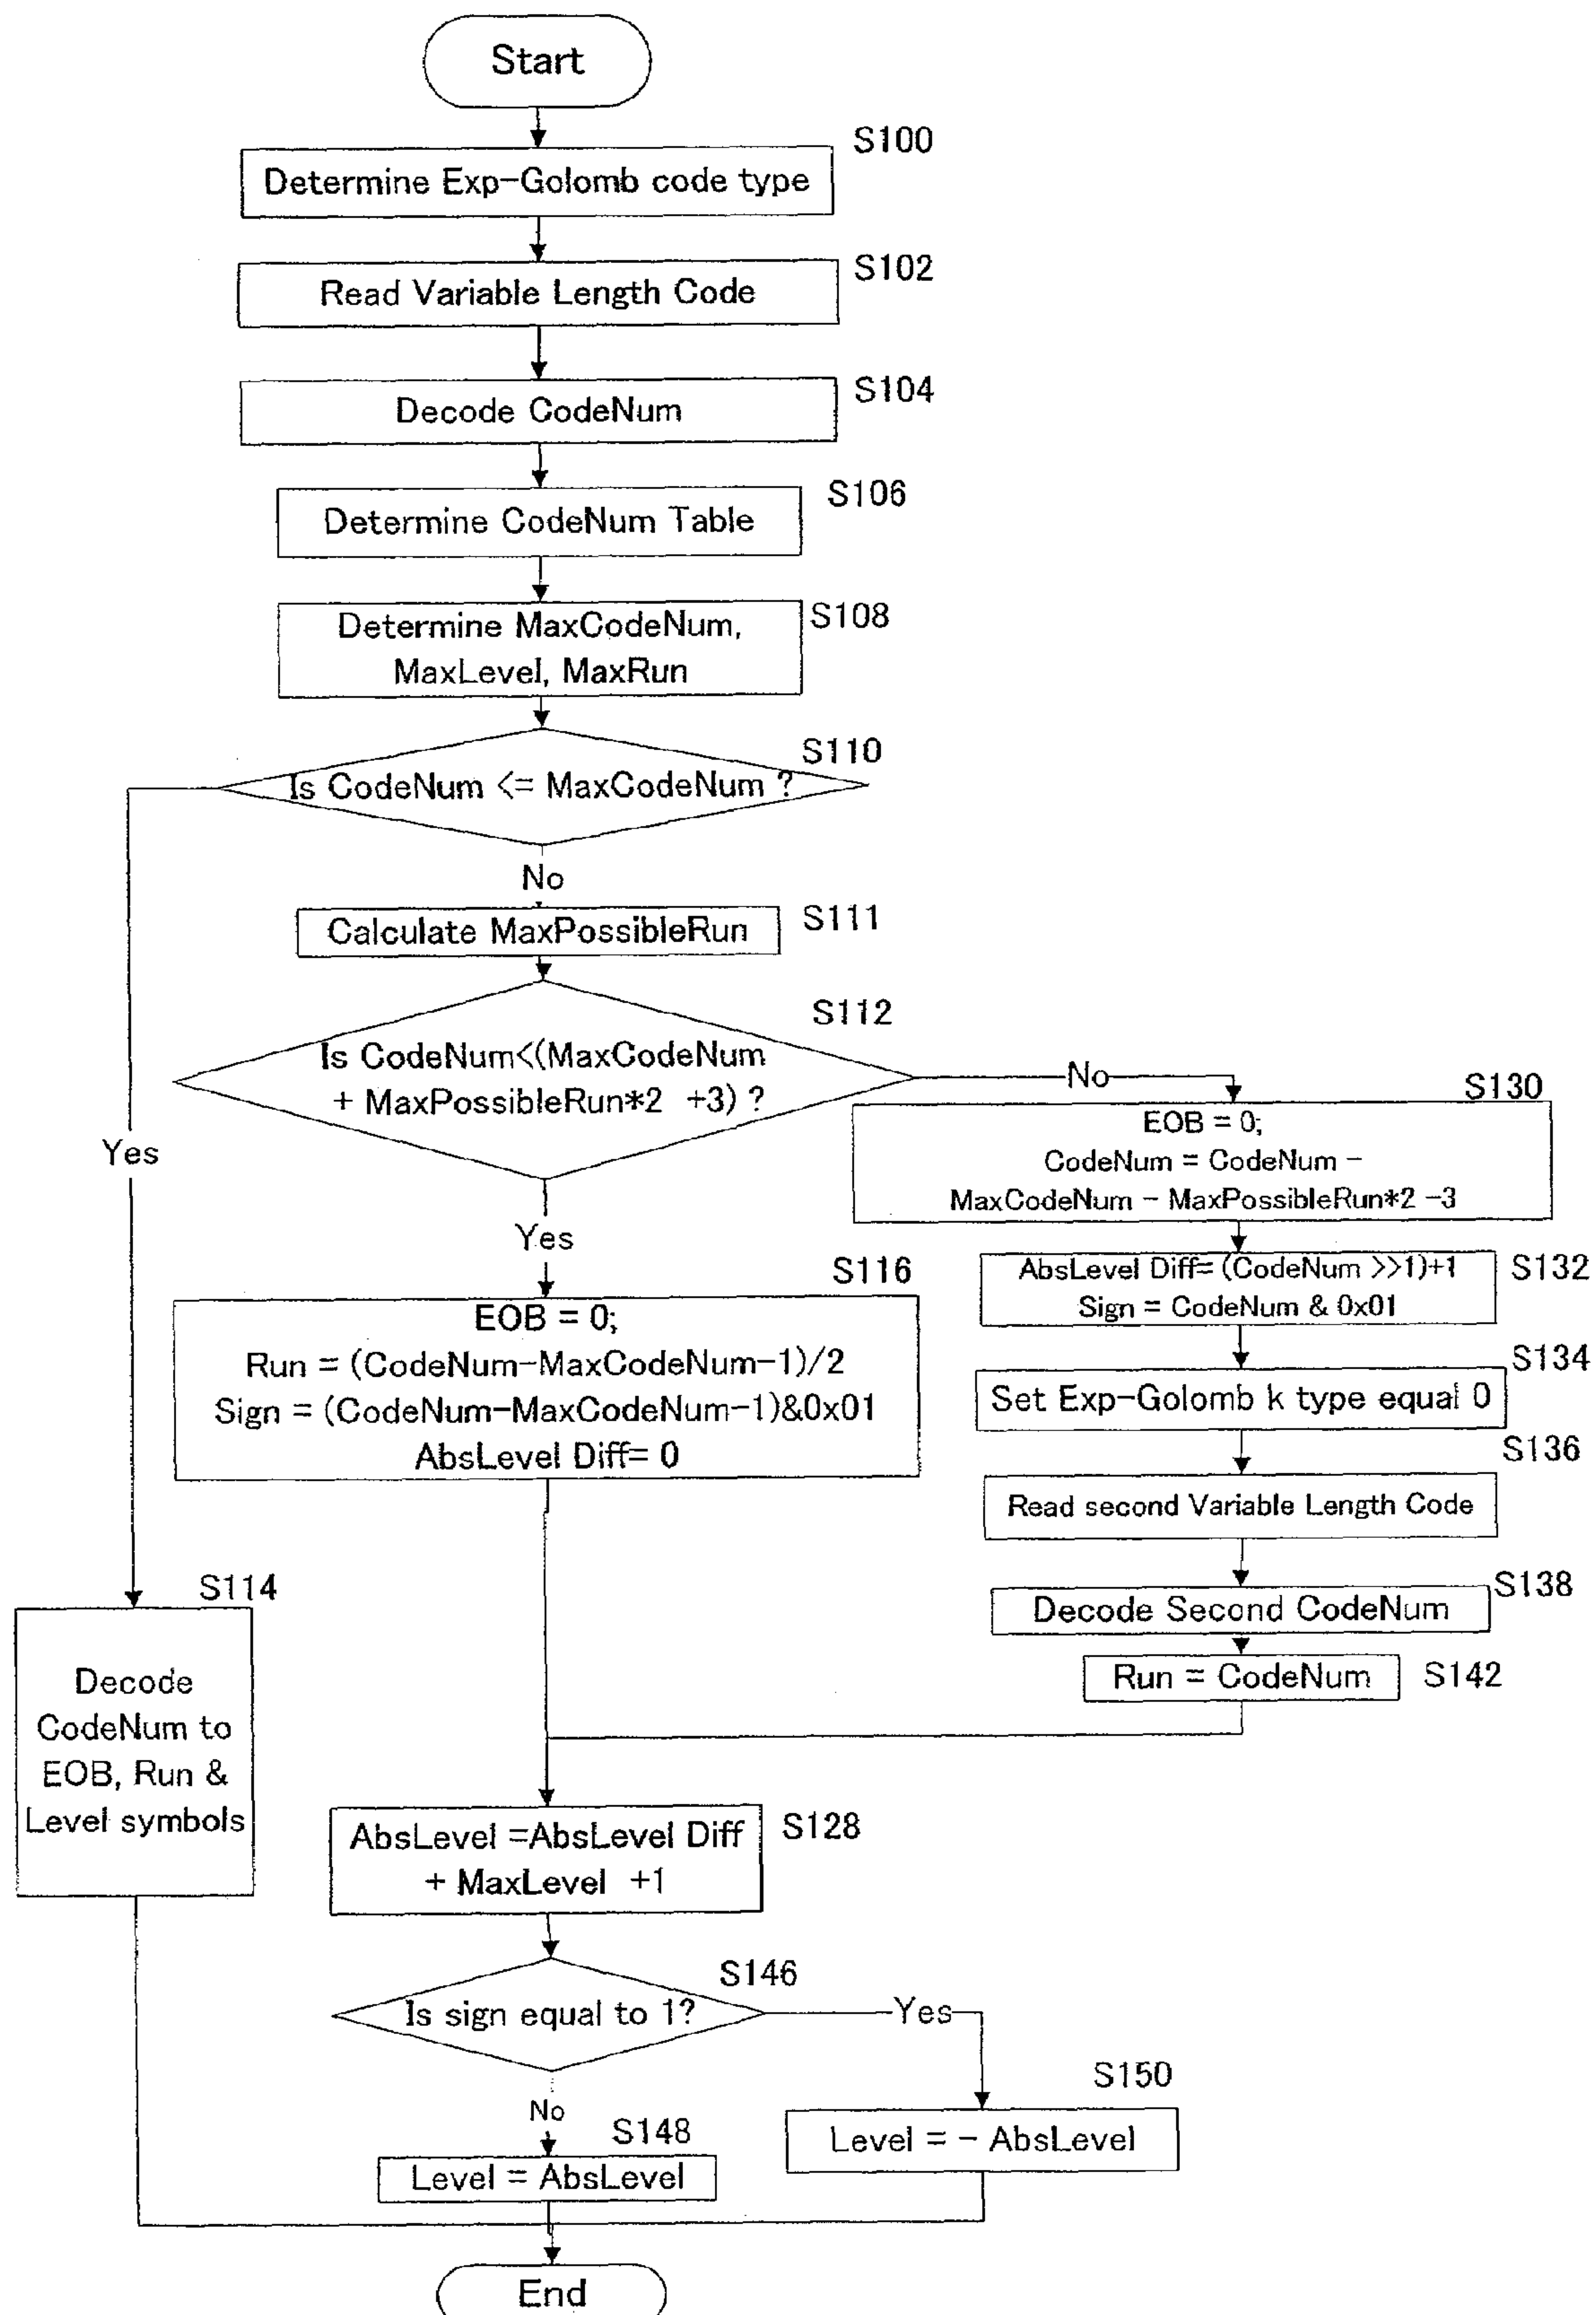 Start
S100
Determine Exp-Golomb code type
S102
Read Variable Length Code
S104
Decode CodeNum
S106
Determine CodeNum Table
S108
Determine MaxCodeNum,
MaxLevel, MaxRun
S110
Is CodeNum <= MaxCodeNum ?
No
S111
Calculate MaxPossibleRun
S112
Is CodeNum<(MaxCodeNum
+ MaxPossibleRun*2 +3) ?
No
Yes
Yes
S130
EOB = 0;
CodeNum = CodeNum -
MaxCodeNum - MaxPossibleRun*2 -3
S132
AbsLevel Diff= (CodeNum >>1)+1
Sign = CodeNum & 0x01
S116
EOB = 0;
Run = (CodeNum-MaxCodeNum-1)/2
Sign = (CodeNum-MaxCodeNum-1)&0x01
AbsLevel Diff= 0
S134
Set Exp-Golomb k type equal 0
S136
Read second Variable Length Code
S138
Decode Second CodeNum
S142
Run = CodeNum
S114
Decode
CodeNum to
EOB, Run &
Level symbols
S128
AbsLevel =AbsLevel Diff
+ MaxLevel +1
S146
Is sign equal to 1?
Yes
No
S150
Level = - AbsLevel
S148
Level = AbsLevel
End